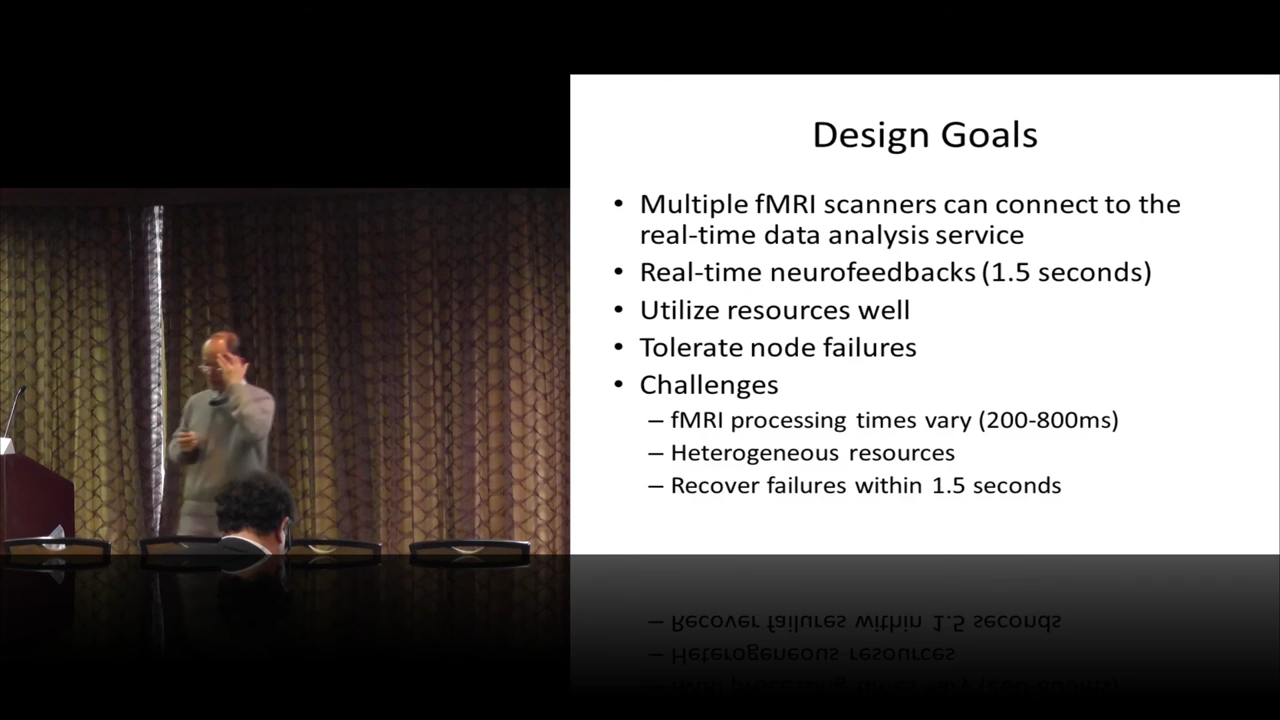 Design Goals
• Multiple fMRI scanners can connect to the
real-time data analysis service
• Real-time neurofeedbacks (1.5 seconds)
• Utilize resources well
• Tolerate node failures
• Challenges
– fMRI processing times vary (200-800ms)
– Heterogeneous resources
– Recover failures within 1.5 seconds